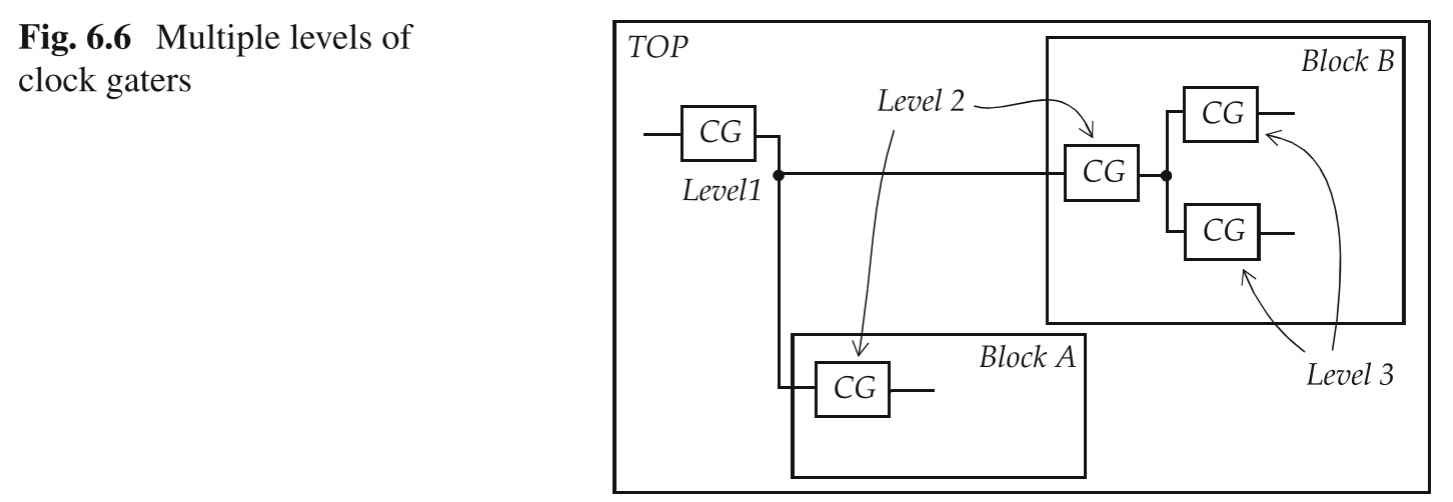 Fig. 6.6 Multiple levels of
clock gaters
TOP
Block B
CG
Level 2
CG
Level1
CG
CG
Block A
Level 3
CG